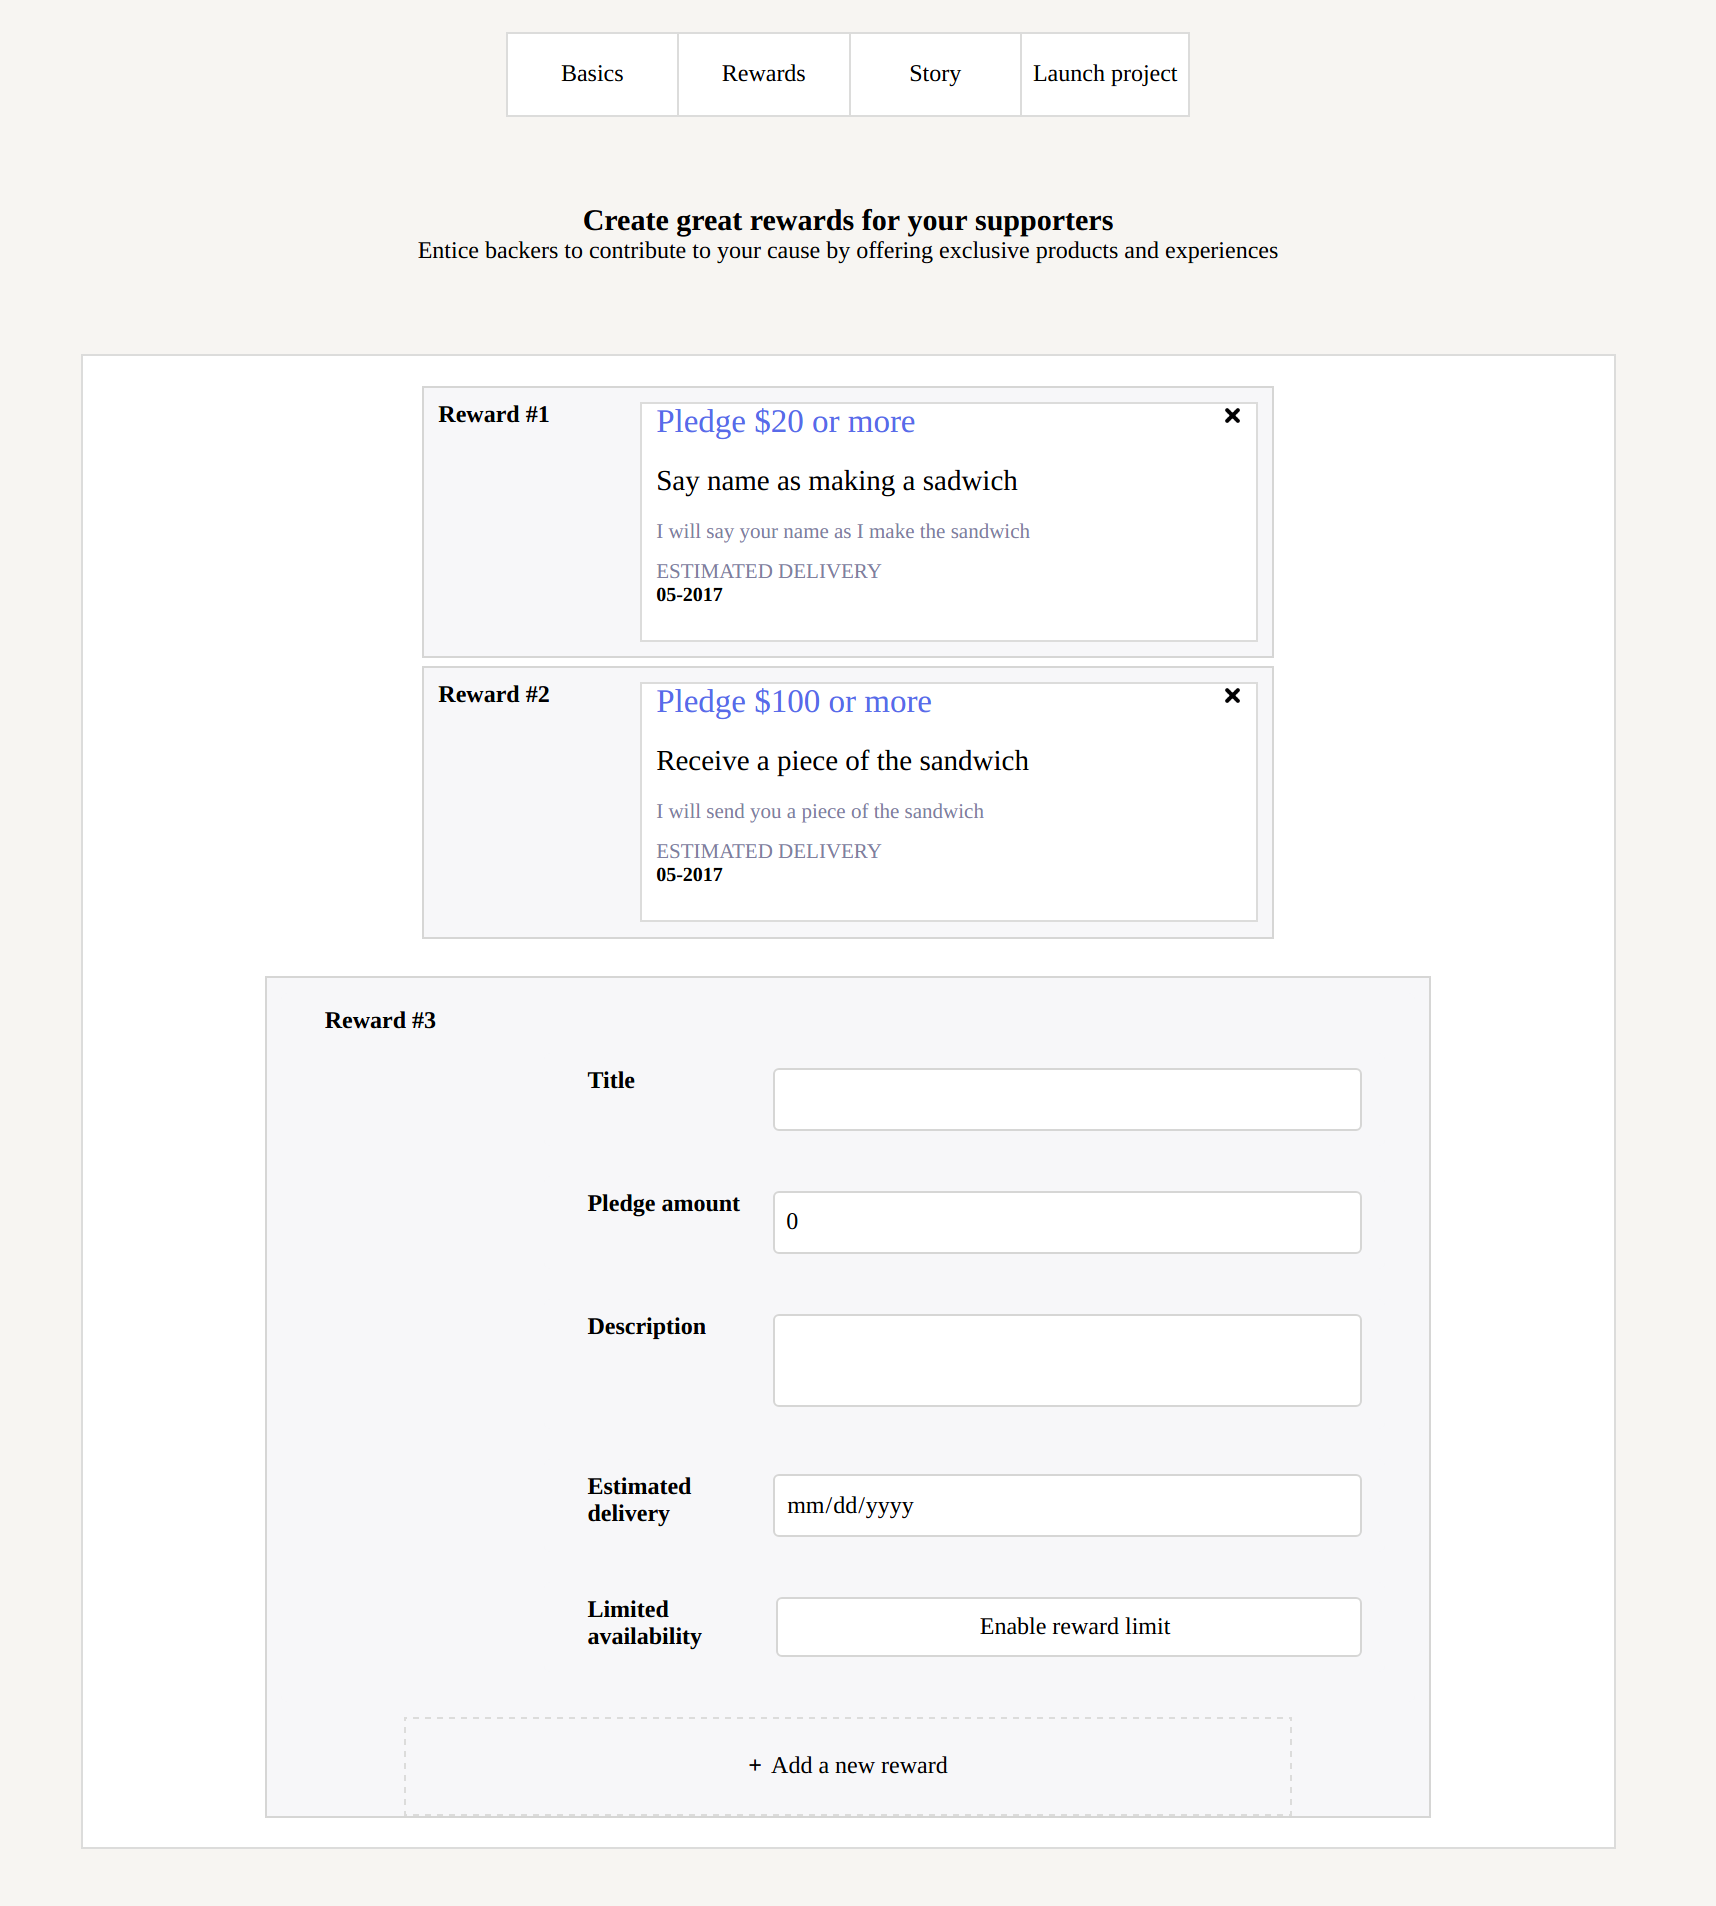 Basics Rewards Story Launch project
Create great rewards for your supporters
Entice backers to contribute to your cause by offering exclusive products and experiences
Reward #1
Pledge $20 or more
Say name as making a sadwich
I will say your name as I make the sandwich
ESTIMATED DELIVERY
05-2017
Reward #2
Pledge $100 or more
Receive a piece of the sandwich
I will send you a piece of the sandwich
ESTIMATED DELIVERY
05-2017
Reward #3
Title
Pledge amount 0
Description
Estimated
delivery
mm/dd/yyyy
Limited
availability
Enable reward limit
+ Add a new reward